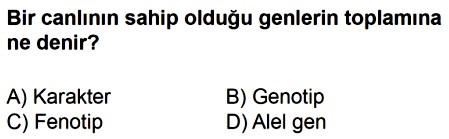 Bir canlının sahip olduğu genlerin toplamına
ne denir?
A) Karakter B) Genotip
C) Fenotip D) Alel gen